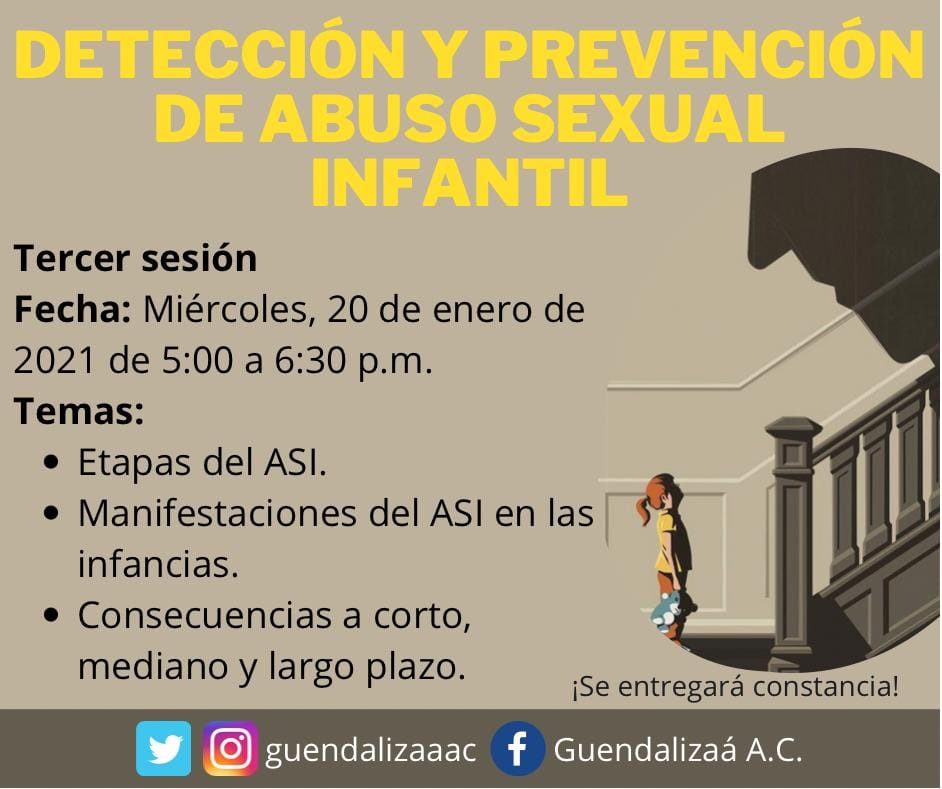 DETECCIÓN Y PREVENCIÓN
DE ABUSO SEXUAL
INFANTIL
Tercer sesión
Fecha: Miércoles, 20 de enero de
2021 de 5:00 a 6:30 p.m.
Temas:
• Etapas del ASI.
• Manifestaciones del ASI en las
infancias.
• Consecuencias a corto,
mediano y largo plazo.
¡Se entregará constancia!
guendalizaaac Guendalizaá A.C.